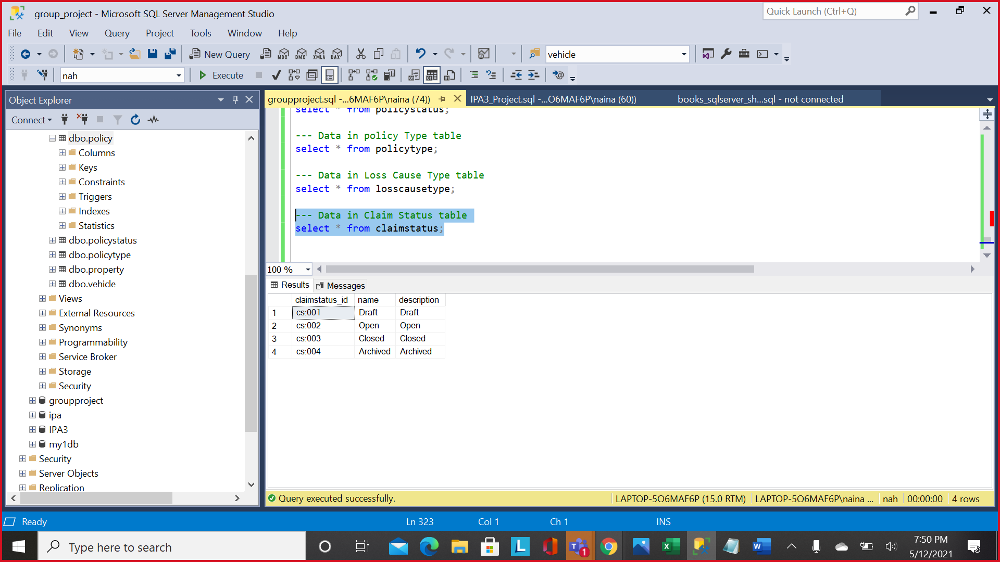 group_project - Microsoft SQL Server Management Studio
Quick Launch (Ctrl+Q)
File Edit View Query Project Tools Window Help
New Query MDX DMX XMLA DAX vehicle
nah Execute
Object Explorer
Connect
dbo.policy
Columns
Keys
Constraints
Triggers
Indexes
Statistics
dbo.policystatus
dbo.policytype
dbo.property
dbo.vehicle
Views
External Resources
Synonyms
Programmability
Service Broker
Storage
Security
groupproject
ipa
IPA3
my1db
Security
Server Objects
Replication
groupproject.sql -...6MAF6P\naina (74)) IPA3_Project.sql -...O6MAF6P\naina (60)) books_sqlserver_sh...sql - not connected
select * from policystatus;
--- Data in policy Type table
select * from policytype;
--- Data in Loss Cause Type table
select * from losscausetype;
--- Data in Claim Status table
select * from claimstatus;
100 %
Results Messages
claimstatus_id name description
1 cs:001 Draft Draft
2 cs:002 Open Open
3 cs:003 Closed Closed
4 cs:004 Archived Archived
Query executed successfully. LAPTOP-5O6MAF6P (15.0 RTM) LAPTOP-5O6MAF6P\naina ... nah 00:00:00 4 rows
Ready Ln 323 Col 1 Ch 1 INS
Type here to search
L
T 1
X
W
7:50 PM
5/12/2021